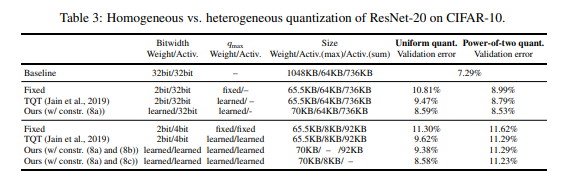 Table 3: Homogeneous vs. heterogeneous quantization of ResNet-20 on CIFAR-10.
Bitwidth qmax Size Uniform quant. Power-of-two quant.
Weight/Activ. Weight/Activ. Weight/Activ.(max)/Activ.(sum) Validation error Validation error
Baseline 32bit/32bit – 1048KB/64KB/736KB 7.29%
Fixed 2bit/32bit fixed/– 65.5KB/64KB/736KB 10.81% 8.99%
TQT (Jain et al., 2019) 2bit/32bit learned/ – 65.5KB/64KB/736KB 9.47% 8.79%
Ours (w/ constr. (8a)) learned/32bit learned/- 70KB/64KB/736KB 8.59% 8.53%
Fixed 2bit/4bit fixed/fixed 65.5KB/8KB/92KB 11.30% 11.62%
TQT (Jain et al., 2019) 2bit/4bit learned/learned 65.5KB/8KB/92KB 9.62% 11.29%
Ours (w/ constr. (8a) and (8b)) learned/learned learned/learned 70KB/ – /92KB 9.38% 11.29%
Ours (w/ constr. (8a) and (8c)) learned/learned learned/learned 70KB/8KB/ – 8.58% 11.23%